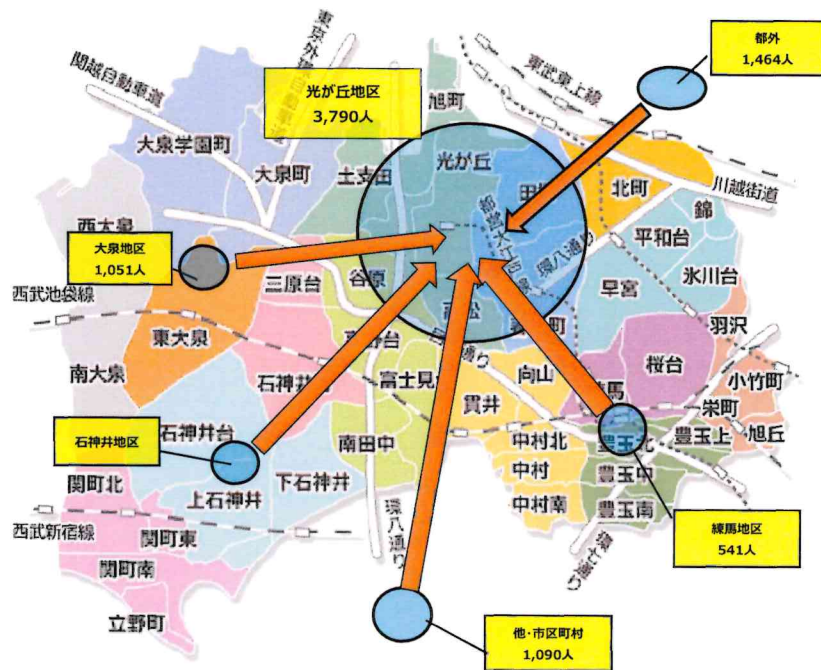 都外
1,464人
光が丘地区
3,790人
大泉地区
1,051人
石神井地区
練馬地区
541人
他・市区町村
1,090人
関越自動車道
東武東上線
川越街道
旭町
光が丘
大泉学園町
大泉町
土支田
北町
錦
平和台
氷川台
早宮
西大泉
三原台
谷原
西武池袋線
東大泉
南大泉
環八通り
羽沢
桜台
小竹町
向山
貫井
富士見
栄町
旭丘
豊玉上
豊玉北
中村北
豊玉中
中村
豊玉南
中村南
石神井台
南田中
下石神井
上石神井
関町北
西武新宿線
関町東
関町南
立野町
環八通り
環七通り